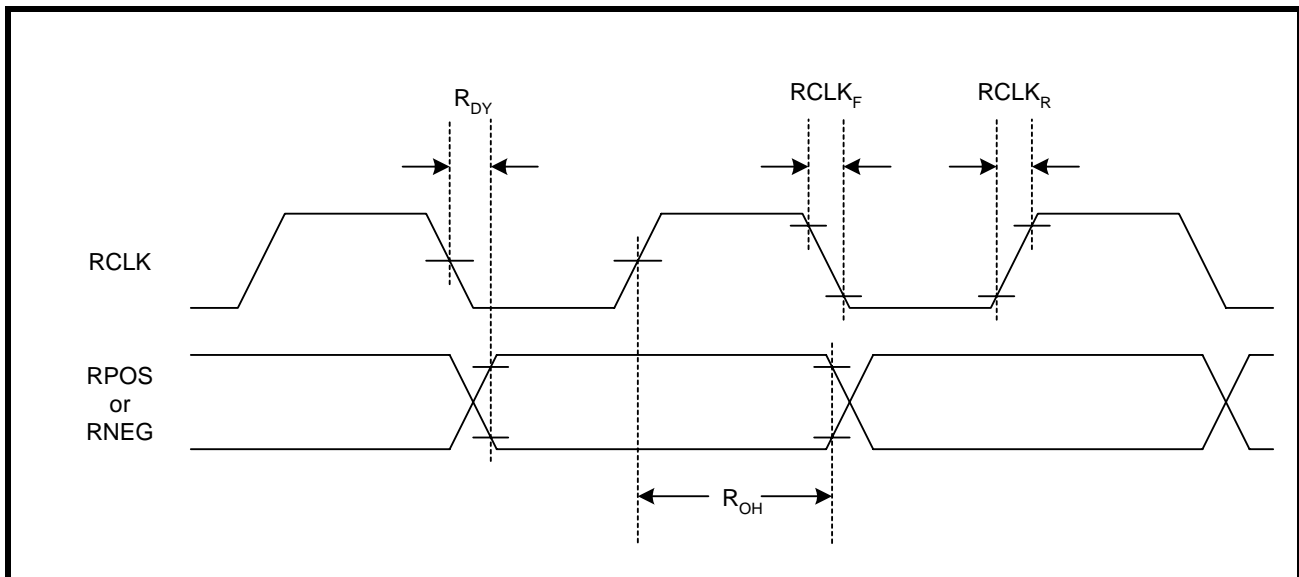 R_DY
RCLK_F
RCLK_R
RCLK
RPOS
or
RNEG
R_OH